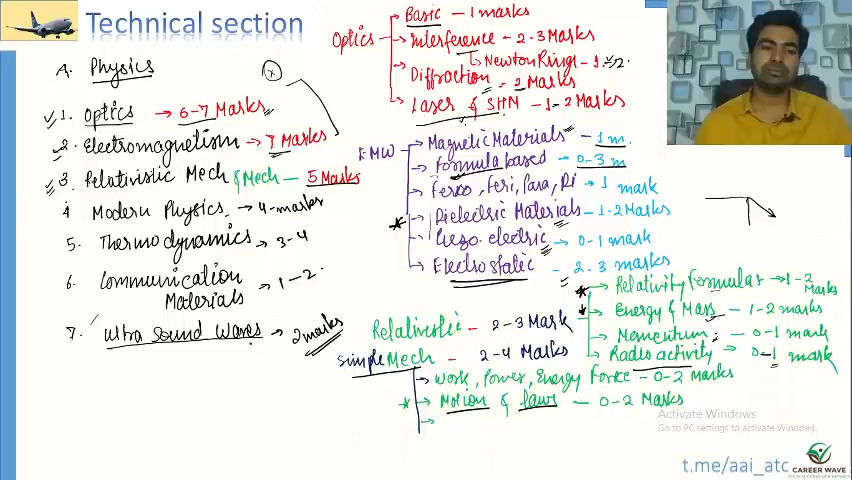 Technical section
A. Physics
1. Optics → 6-7 Marks
2. Electromagnetism → 7 Marks
3. Relativistic Mech & Mech — 5 Marks
4. Modern Physics → 4-marks
5. Thermodynamics → 3-4
6. Communication Materials → 1-2
7. Ultra Sound Waves → 2 marks
Optics
Basic — 1 marks
Interference — 2-3 Marks
Newton Rings - 1-2.
Diffraction = 2 Marks
Laser & SHM - 1-2 Marks
EMW
Magnetic Materials - 1 m.
Formula based - 0-3 m
Ferro, Feri, Para, Di → 1 mark
Dielectric Materials - 1-2 Marks
Piezo electric → 0-1 mark
Electrostatic - 2-3 marks
Relativistic - 2-3 Mark
Relativity Formulas → 1-2 Marks
Energy & Mass - 1-2 marks
Momentum — 0-1 mark
Radioactivity → 0-1 mark
simple Mech - 2-4 Marks
Work, Power, Energy Force - 0-2 Marks
Motion & laws — 0-2 Marks
Activate Windows
Go to PC settings to activate Windows.
t.me/aai_atc
CAREER WAVE